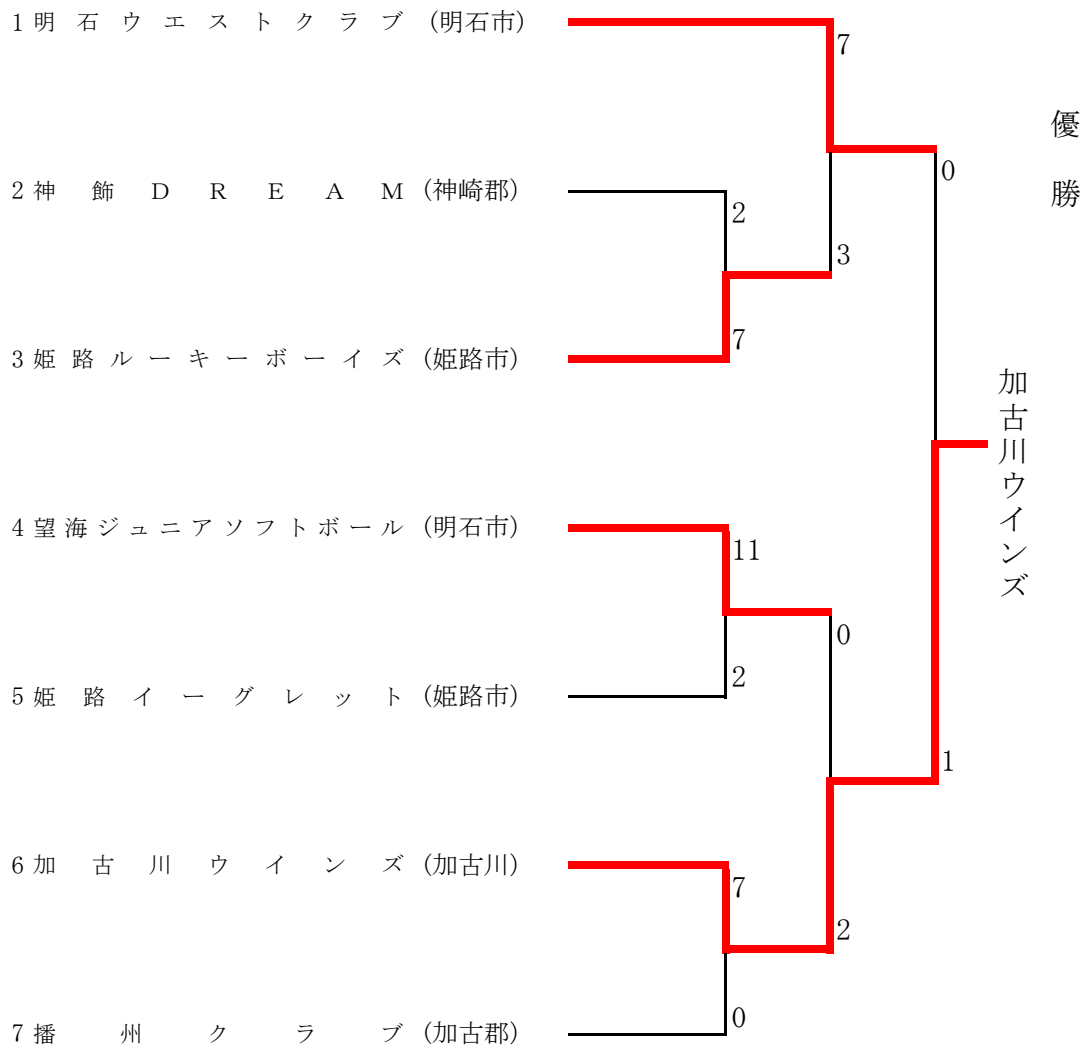 1 明石ウエストクラブ (明石市)
7
優勝
0
2 神飾DREAM (神崎郡)
2
3
3 姫路ルーキーボーイズ (姫路市)
7
加古川ウインズ
4 望海ジュニアソフトボール (明石市)
11
0
5 姫路イーグレット (姫路市)
2
1
6 加古川ウインズ (加古川)
7
2
7 播州クラブ (加古郡)
0